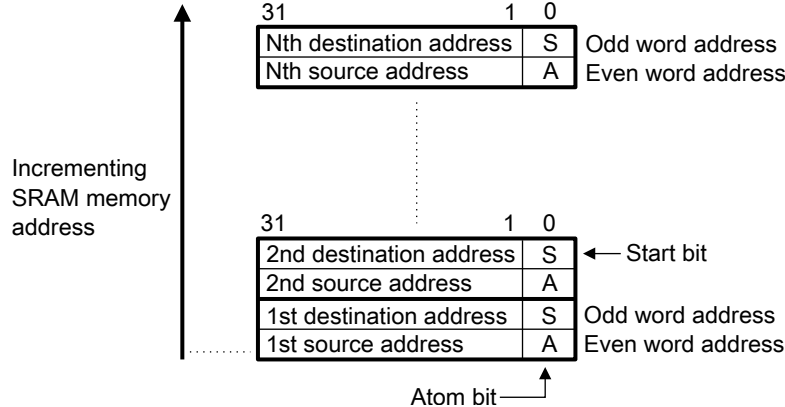 31 1 0
Nth destination address S Odd word address
Nth source address A Even word address
Incrementing
SRAM memory
address
31 1 0
2nd destination address S Start bit
2nd source address A
1st destination address S Odd word address
1st source address A Even word address
Atom bit